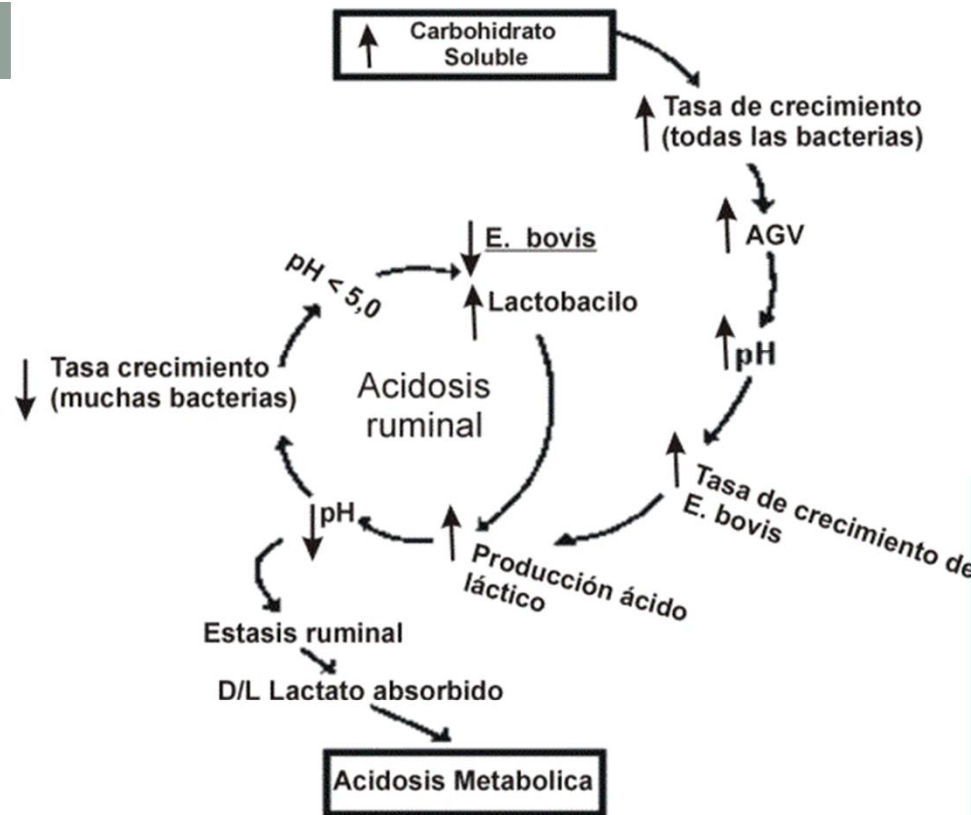 Carbohidrato
Soluble
Tasa de crecimiento
(todas las bacterias)
AGV
pH
Tasa de crecimiento de
E. bovis
Producción ácido
láctico
pH
Tasa crecimiento
(muchas bacterias)
pH < 5,0
E. bovis
Lactobacilo
Acidosis
ruminal
Estasis ruminal
D/L Lactato absorbido
Acidosis Metabolica